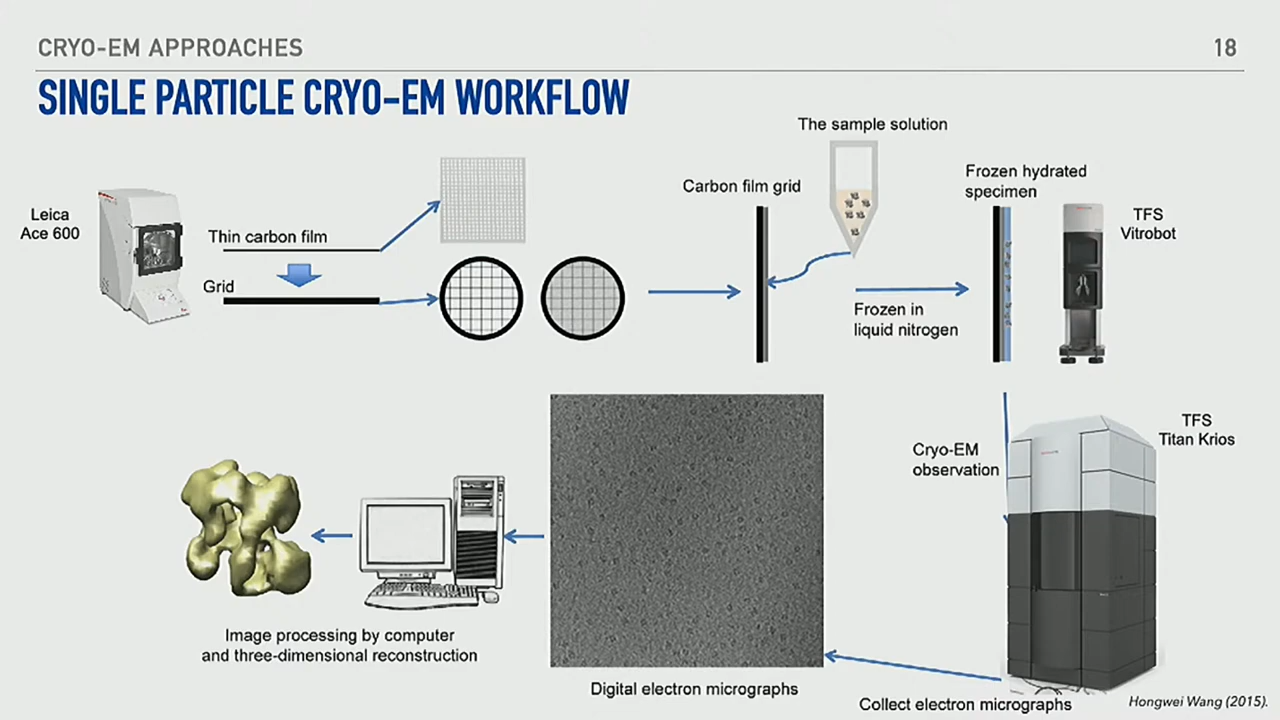 CRYO-EM APPROACHES
18
SINGLE PARTICLE CRYO-EM WORKFLOW
The sample solution
Leica
Ace 600
Thin carbon film
Grid
Carbon film grid
Frozen in
liquid nitrogen
Frozen hydrated
specimen
TFS
Vitrobot
Cryo-EM
observation
TFS
Titan Krios
Image processing by computer
and three-dimensional reconstruction
Digital electron micrographs
Collect electron micrographs
Hongwei Wang (2015).